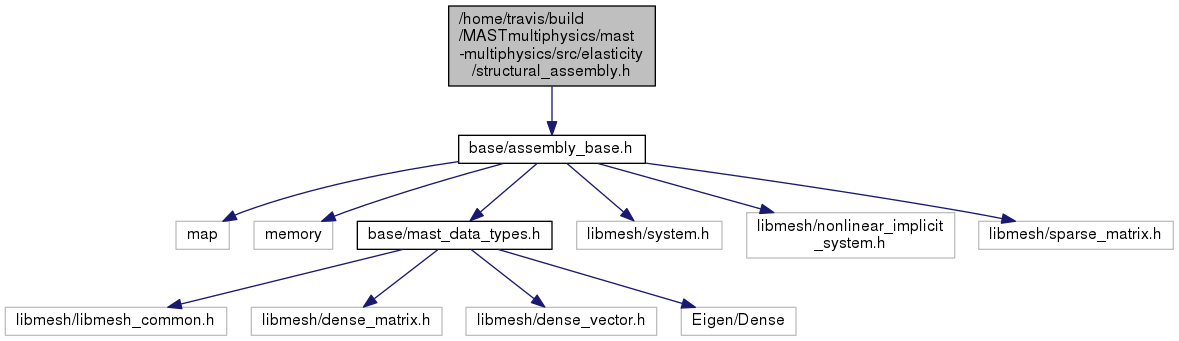 /home/travis/build
/MASTmultiphysics/mast
-multiphysics/src/elasticity
/structural_assembly.h
base/assembly_base.h
map
memory
base/mast_data_types.h
libmesh/system.h
libmesh/nonlinear_implicit
_system.h
libmesh/sparse_matrix.h
libmesh/libmesh_common.h
libmesh/dense_matrix.h
libmesh/dense_vector.h
Eigen/Dense